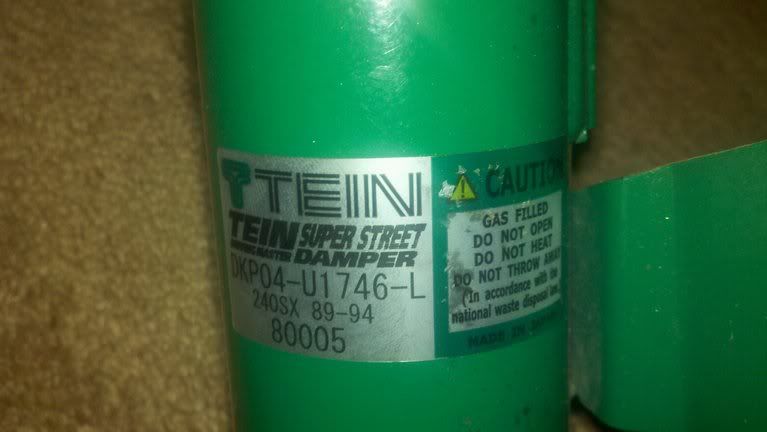 TEIN
TEIN SUPER STREET
DAMPER
DKP04-U1746-L
240SX 89-94
80005
CAUTION
GAS FILLED
DO NOT OPEN
DO NOT HEAT
DO NOT THROW AWAY
(In accordance with the
national waste disposal
MADE IN JAPAN